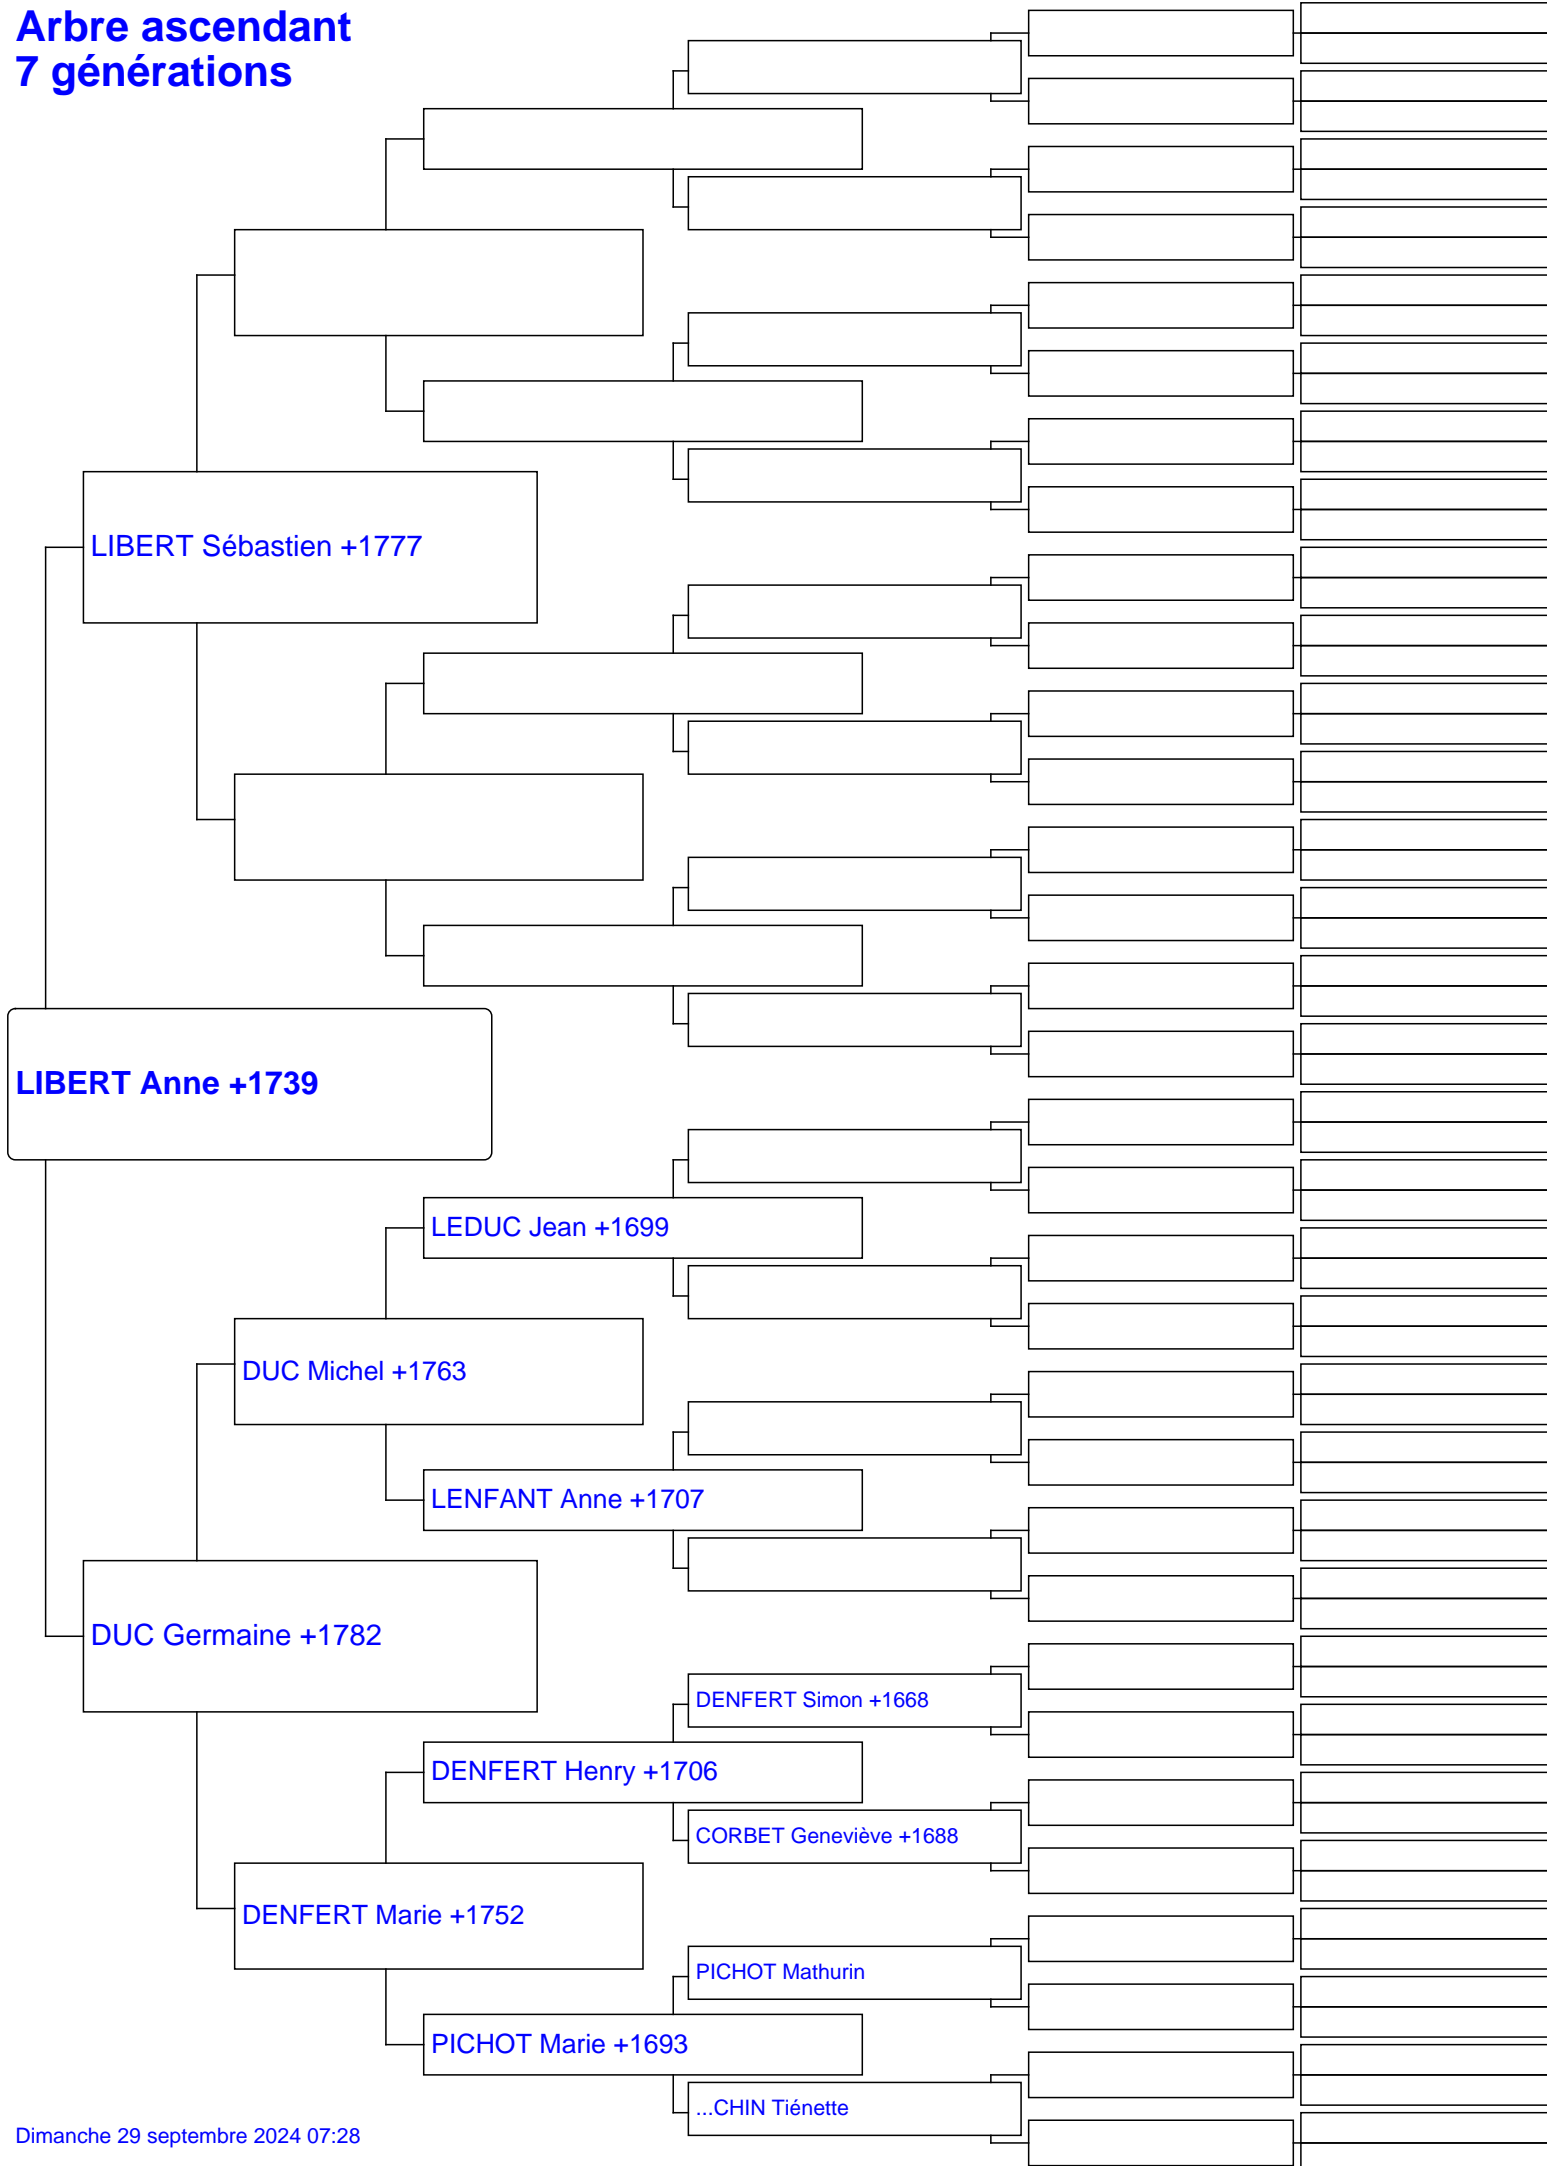 Arbre ascendant
7 générations
LIBERT Sébastien +1777
LIBERT Anne +1739
LEDUC Jean +1699
DUC Michel +1763
LENFANT Anne +1707
DUC Germaine +1782
DENFERT Simon +1668
DENFERT Henry +1706
CORBET Geneviève +1688
DENFERT Marie +1752
PICHOT Mathurin
PICHOT Marie +1693
...CHIN Tiénette
Dimanche 29 septembre 2024 07:28